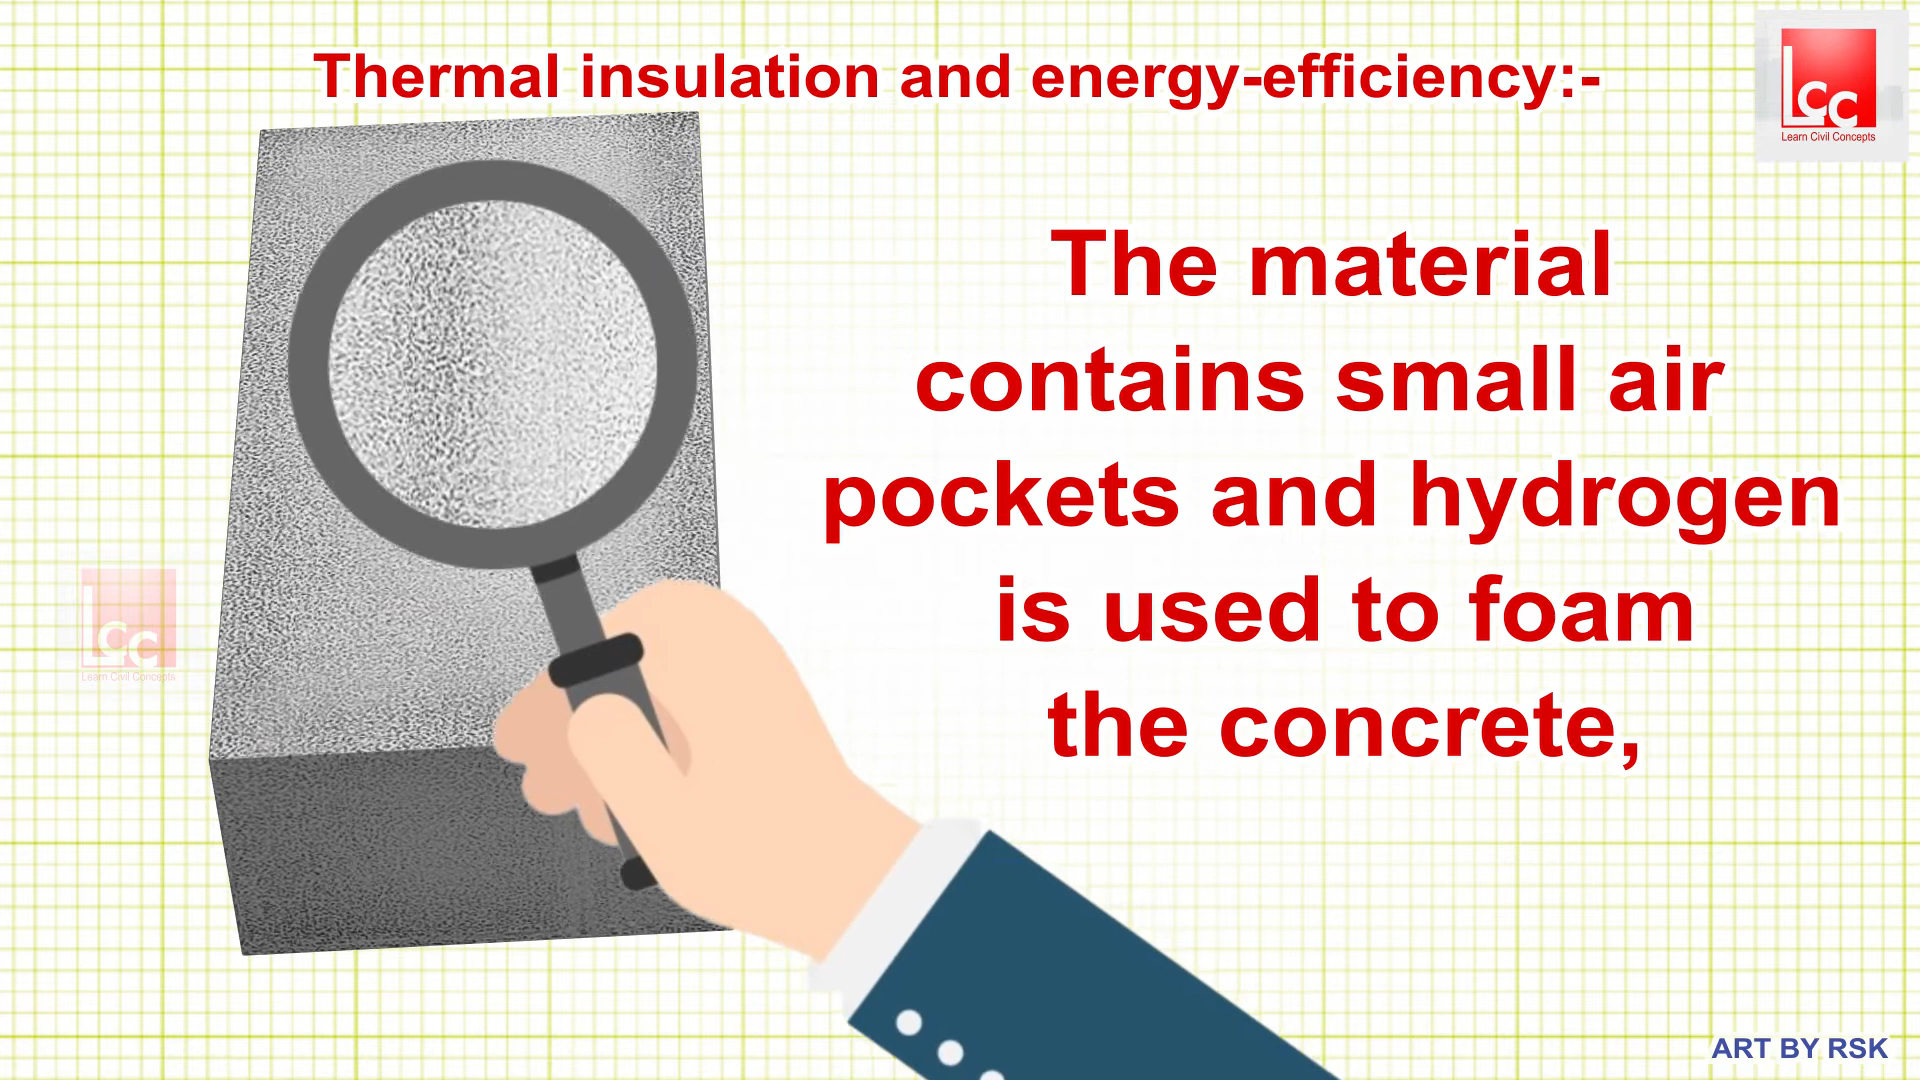 Thermal insulation and energy-efficiency:-
LCC
Learn Civil Concepts
The material
contains small air
pockets and hydrogen
is used to foam
the concrete,
LCC
Learn Civil Concepts
ART BY RSK